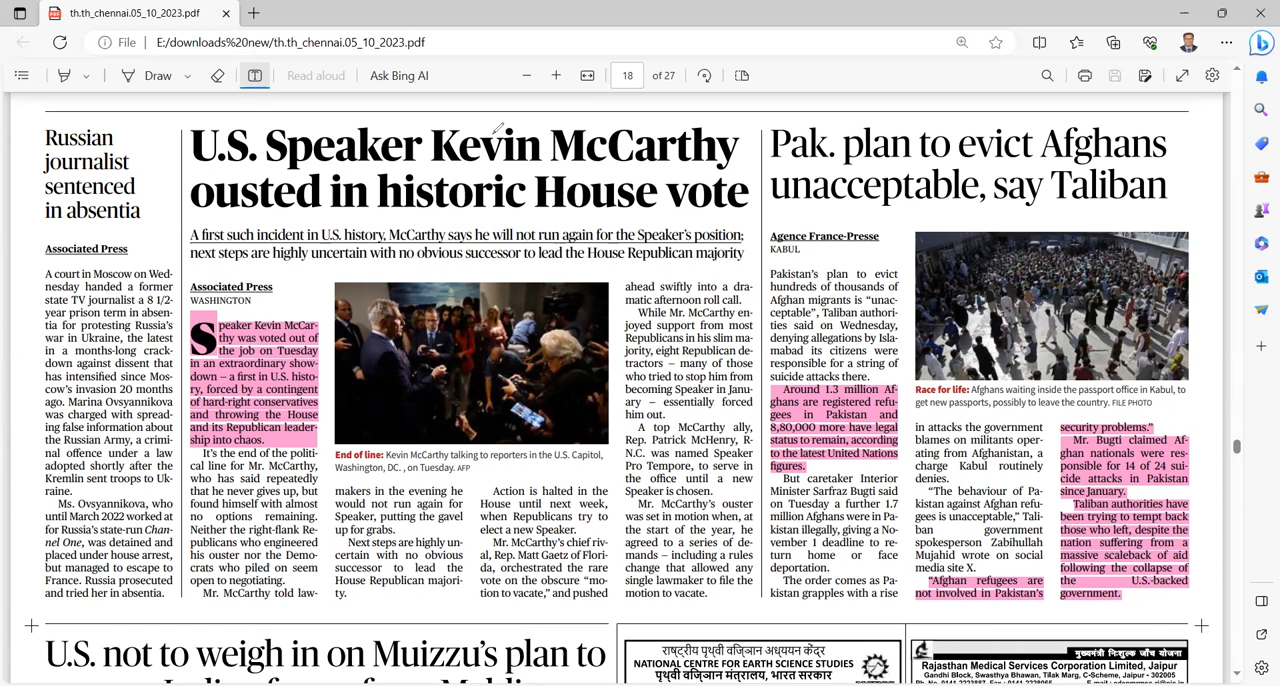 th.th_chennai.05_10_2023.pdf
File
E:/downloads%20new/th.th_chennai.05_10_2023.pdf
Draw
Read aloud
Ask Bing AI
18
of 27
Russian
journalist
sentenced
in absentia
Associated Press
A court in Moscow on Wed-
nesday handed a former
state TV journalist a 8 1/2-
year prison term in absen-
tia for protesting Russia's
war in Ukraine, the latest
in a months-long crack-
down against dissent that
has intensified since Mos-
cow's invasion 20 months
ago. Marina Ovsyannikova
was charged with spread-
ing false information about
the Russian Army, a crimi-
nal offence under a law
adopted shortly after the
Kremlin sent troops to Uk-
raine.
Ms. Ovsyannikova, who
until March 2022 worked at
for Russia's state-run Chan-
nel One, was detained and
placed under house arrest,
but managed to escape to
France. Russia prosecuted
and tried her in absentia.
U.S. Speaker Kevin McCarthy
ousted in historic House vote
A first such incident in U.S. history, McCarthy says he will not run again for the Speaker's position;
next steps are highly uncertain with no obvious successor to lead the House Republican majority
Associated Press
WASHINGTON
Speaker Kevin McCar-
thy was voted out of
the job on Tuesday
in an extraordinary show-
down – a first in U.S. histo-
ry, forced by a contingent
of hard-right conservatives
and throwing the House
and its Republican leader-
ship into chaos.
It's the end of the politi-
cal line for Mr. McCarthy,
who has said repeatedly
that he never gives up, but
found himself with almost
no options remaining.
Neither the right-flank Re-
publicans who engineered
his ouster nor the Demo-
crats who piled on seem
open to negotiating.
Mr. McCarthy told law-
End of line: Kevin McCarthy talking to reporters in the U.S. Capitol,
Washington, DC. , on Tuesday. AFP
makers in the evening he
would not run again for
Speaker, putting the gavel
up for grabs.
Next steps are highly un-
certain with no obvious
successor to lead the
House Republican majori-
ty.
Action is halted in the
House until next week,
when Republicans try to
elect a new Speaker.
Mr. McCarthy's chief riv-
al, Rep. Matt Gaetz of Flori-
da, orchestrated the rare
vote on the obscure “mo-
tion to vacate,” and pushed
ahead swiftly into a dra-
matic afternoon roll call.
While Mr. McCarthy en-
joyed support from most
Republicans in his slim ma-
jority, eight Republican de-
tractors – many of those
who tried to stop him from
becoming Speaker in Janu-
ary – essentially forced
him out.
A top McCarthy ally,
Rep. Patrick McHenry, R-
N.C. was named Speaker
Pro Tempore, to serve in
the office until a new
Speaker is chosen.
Mr. McCarthy's ouster
was set in motion when, at
the start of the year, he
agreed to a series of de-
mands – including a rules
change that allowed any
single lawmaker to file the
motion to vacate.
Pak. plan to evict Afghans
unacceptable, say Taliban
Agence France-Presse
KABUL
Pakistan's plan to evict
hundreds of thousands of
Afghan migrants is “unac-
ceptable”, Taliban authori-
ties said on Wednesday,
denying allegations by Isla-
mabad its citizens were
responsible for a string of
suicide attacks there.
Around 1.3 million Af-
ghans are registered refu-
gees in Pakistan and
8,80,000 more have legal
status to remain, according
to the latest United Nations
figures.
But caretaker Interior
Minister Sarfraz Bugti said
on Tuesday a further 1.7
million Afghans were in Pa-
kistan illegally, giving a No-
vember 1 deadline to re-
turn home or face
deportation.
The order comes as Pa-
kistan grapples with a rise
Race for life: Afghans waiting inside the passport office in Kabul, to
get new passports, possibly to leave the country. FILE PHOTO
in attacks the government
blames on militants oper-
ating from Afghanistan, a
charge Kabul routinely
denies.
“The behaviour of Pa-
kistan against Afghan refu-
gees is unacceptable,” Tali-
ban government
spokesperson Zabihullah
Mujahid wrote on social
media site X.
“Afghan refugees are
not involved in Pakistan's
security problems.”
Mr. Bugti claimed Af-
ghan nationals were res-
ponsible for 14 of 24 sui-
cide attacks in Pakistan
since January.
Taliban authorities have
been trying to tempt back
those who left, despite the
nation suffering from a
massive scaleback of aid
following the collapse of
the U.S.-backed
government.
U.S. not to weigh in on Muizzu's plan to
राष्ट्रीय पृथ्वी विज्ञान अध्ययन केंद्र
NATIONAL CENTRE FOR EARTH SCIENCE STUDIES
पृथ्वी विज्ञान मंत्रालय, भारत सरकार
मुख्यमंत्री निःशुल्क जाँच योजना
Rajasthan Medical Services Corporation Limited, Jaipur
Gandhi Block, Swasthya Bhawan, Tilak Marg, C-Scheme, Jaipur - 302005